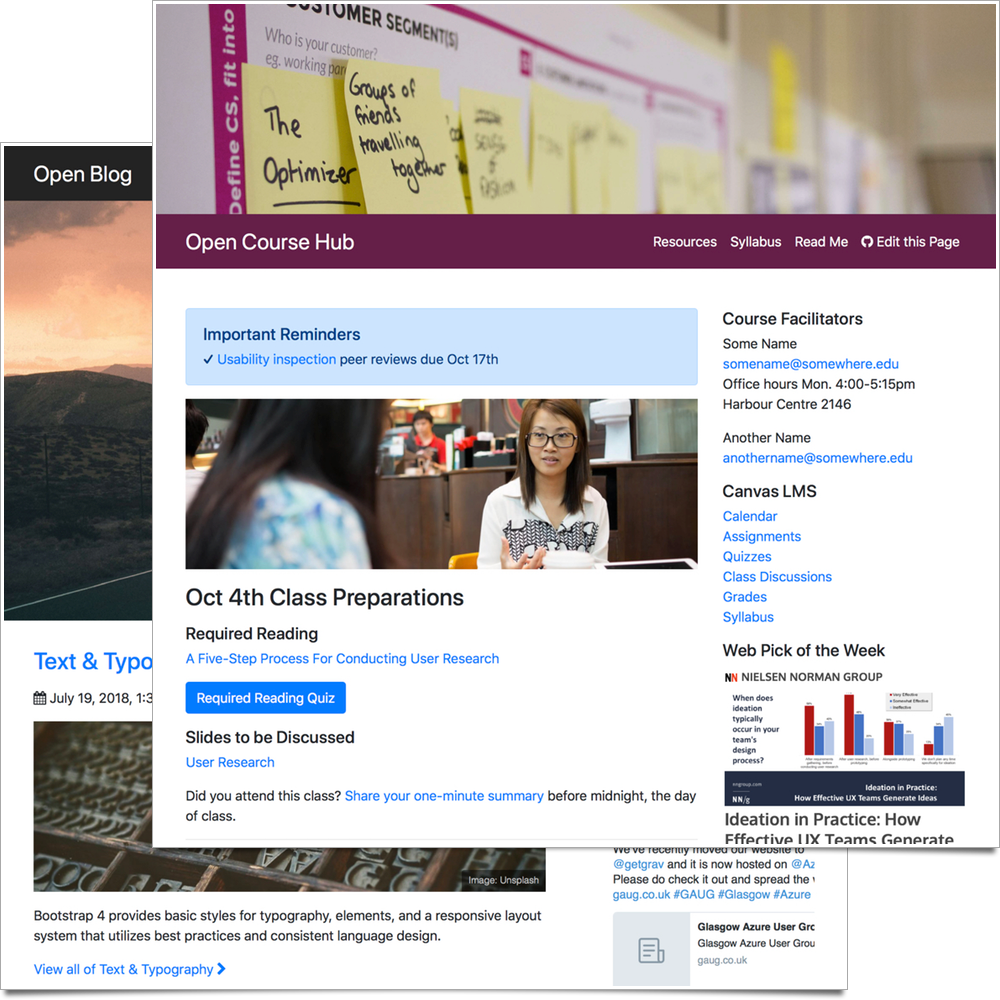 CUSTOMER SEGMENT(S)
Who is your customer?
eg. working
Define CS, fit into
The
Optimizer
Groups of
friends
travelling
together
Open Course Hub
Resources Syllabus Read Me Edit this Page
Important Reminders
✓ Usability inspection peer reviews due Oct 17th
Oct 4th Class Preparations
Required Reading
A Five-Step Process For Conducting User Research
Required Reading Quiz
Slides to be Discussed
User Research
Did you attend this class? Share your one-minute summary before midnight, the day
of class.
Course Facilitators
Some Name
somename@somewhere.edu
Office hours Mon. 4:00-5:15pm
Harbour Centre 2146
Another Name
anothername@somewhere.edu
Canvas LMS
Calendar
Assignments
Quizzes
Class Discussions
Grades
Syllabus
Web Pick of the Week
NN NIELSEN NORMAN GROUP
When does
ideation
typically
occur in your
team's
design
process?
Very Effective
Somewhat Effective
Ineffective
nngroup.com
NN/g
Ideation in Practice:
How Effective UX Teams Generate Ideas
Ideation in Practice: How
Effective UX Teams Generate
Open Blog
Text & Typo
July 19, 2018, 1:3
Image: Unsplash
Bootstrap 4 provides basic styles for typography, elements, and a responsive layout
system that utilizes best practices and consistent language design.
View all of Text & Typography
We've recently moved our website to
@getgrav and it is now hosted on @Az
Please do check it out and spread the
gaug.co.uk #GAUG #Glasgow #Azure
Glasgow Azure User Gro
Glasgow Azure User Grou
gaug.co.uk